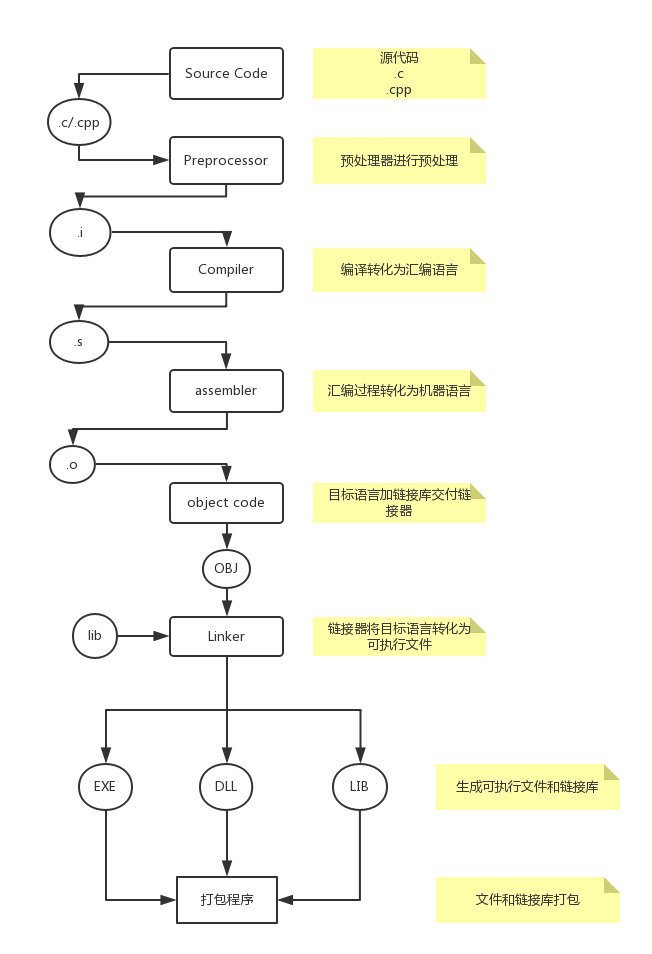 Source Code
源代码
.c
.cpp
.c/.cpp
Preprocessor
预处理器进行预处理
.i
Compiler
编译转化为汇编语言
.s
assembler
汇编过程转化为机器语言
.o
object code
目标语言加链接库交付链
接器
OBJ
lib
Linker
链接器将目标语言转化为
可执行文件
EXE
DLL
LIB
生成可执行文件和链接库
打包程序
文件和链接库打包